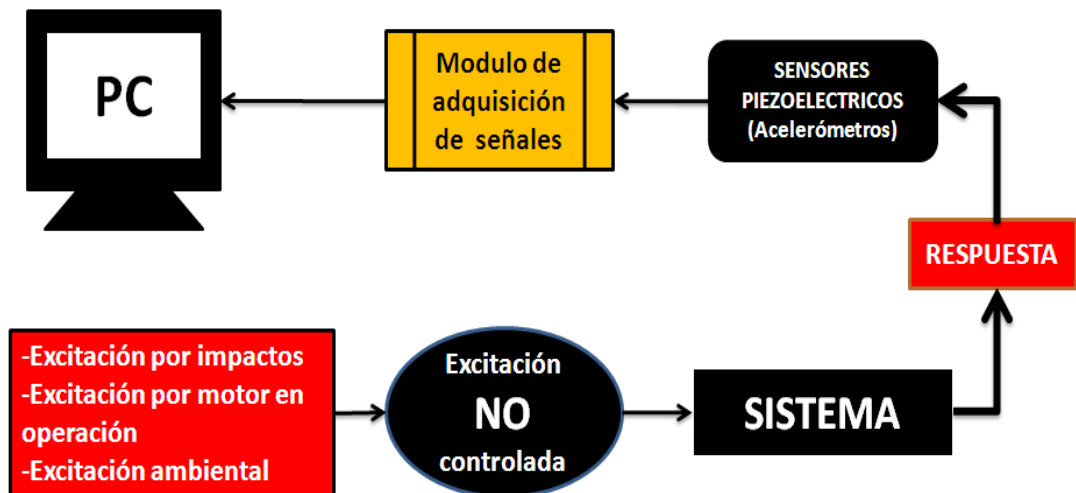 PC
Modulo de
adquisición
de señales
SENSORES
PIEZOELECTRICOS
(Acelerómetros)
RESPUESTA
-Excitación por impactos
-Excitación por motor en
operación
-Excitación ambiental
Excitación
NO
controlada
SISTEMA